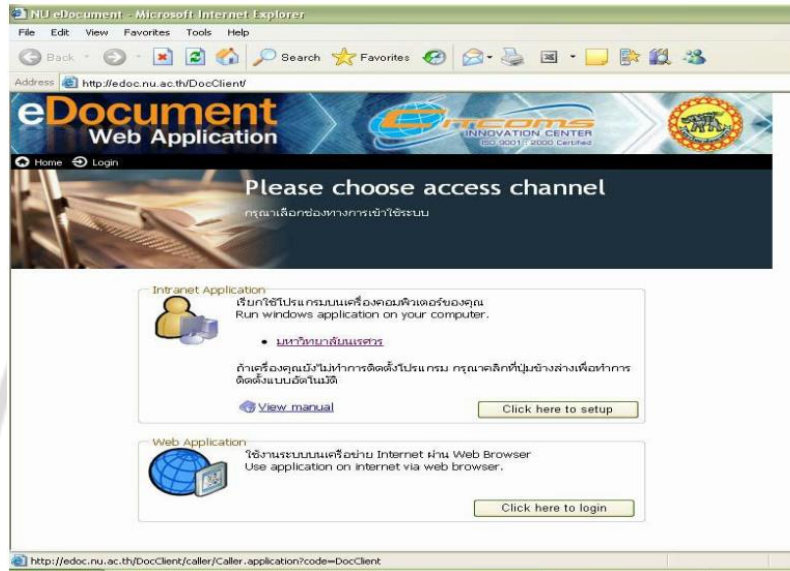 NU eDocument - Microsoft Internet Explorer
File Edit View Favorites Tools Help
Back Search Favorites
Address http://edoc.nu.ac.th/DocClient/
eDocument
Web Application
CITCOMS
INNOVATION CENTER
ISO 9001 : 2000 Certified
Home Login
Please choose access channel
กรุณาเลือกช่องทางการเข้าใช้ระบบ
Intranet Application
เรียกใช้โปรแกรมบนเครื่องคอมพิวเตอร์ของคุณ
Run windows application on your computer.
มหาวิทยาลัยนเรศวร
ถ้าเครื่องคุณยังไม่ทำการติดตั้งโปรแกรม กรุณาคลิกที่ปุ่มข้างล่างเพื่อทำการ
ติดตั้งแบบอัตโนมัติ
View manual Click here to setup
Web Application
ใช้งานระบบบนเครือข่าย Internet ผ่าน Web Browser
Use application on internet via web browser.
Click here to login
http://edoc.nu.ac.th/DocClient/caller/Caller.application?code=DocClient